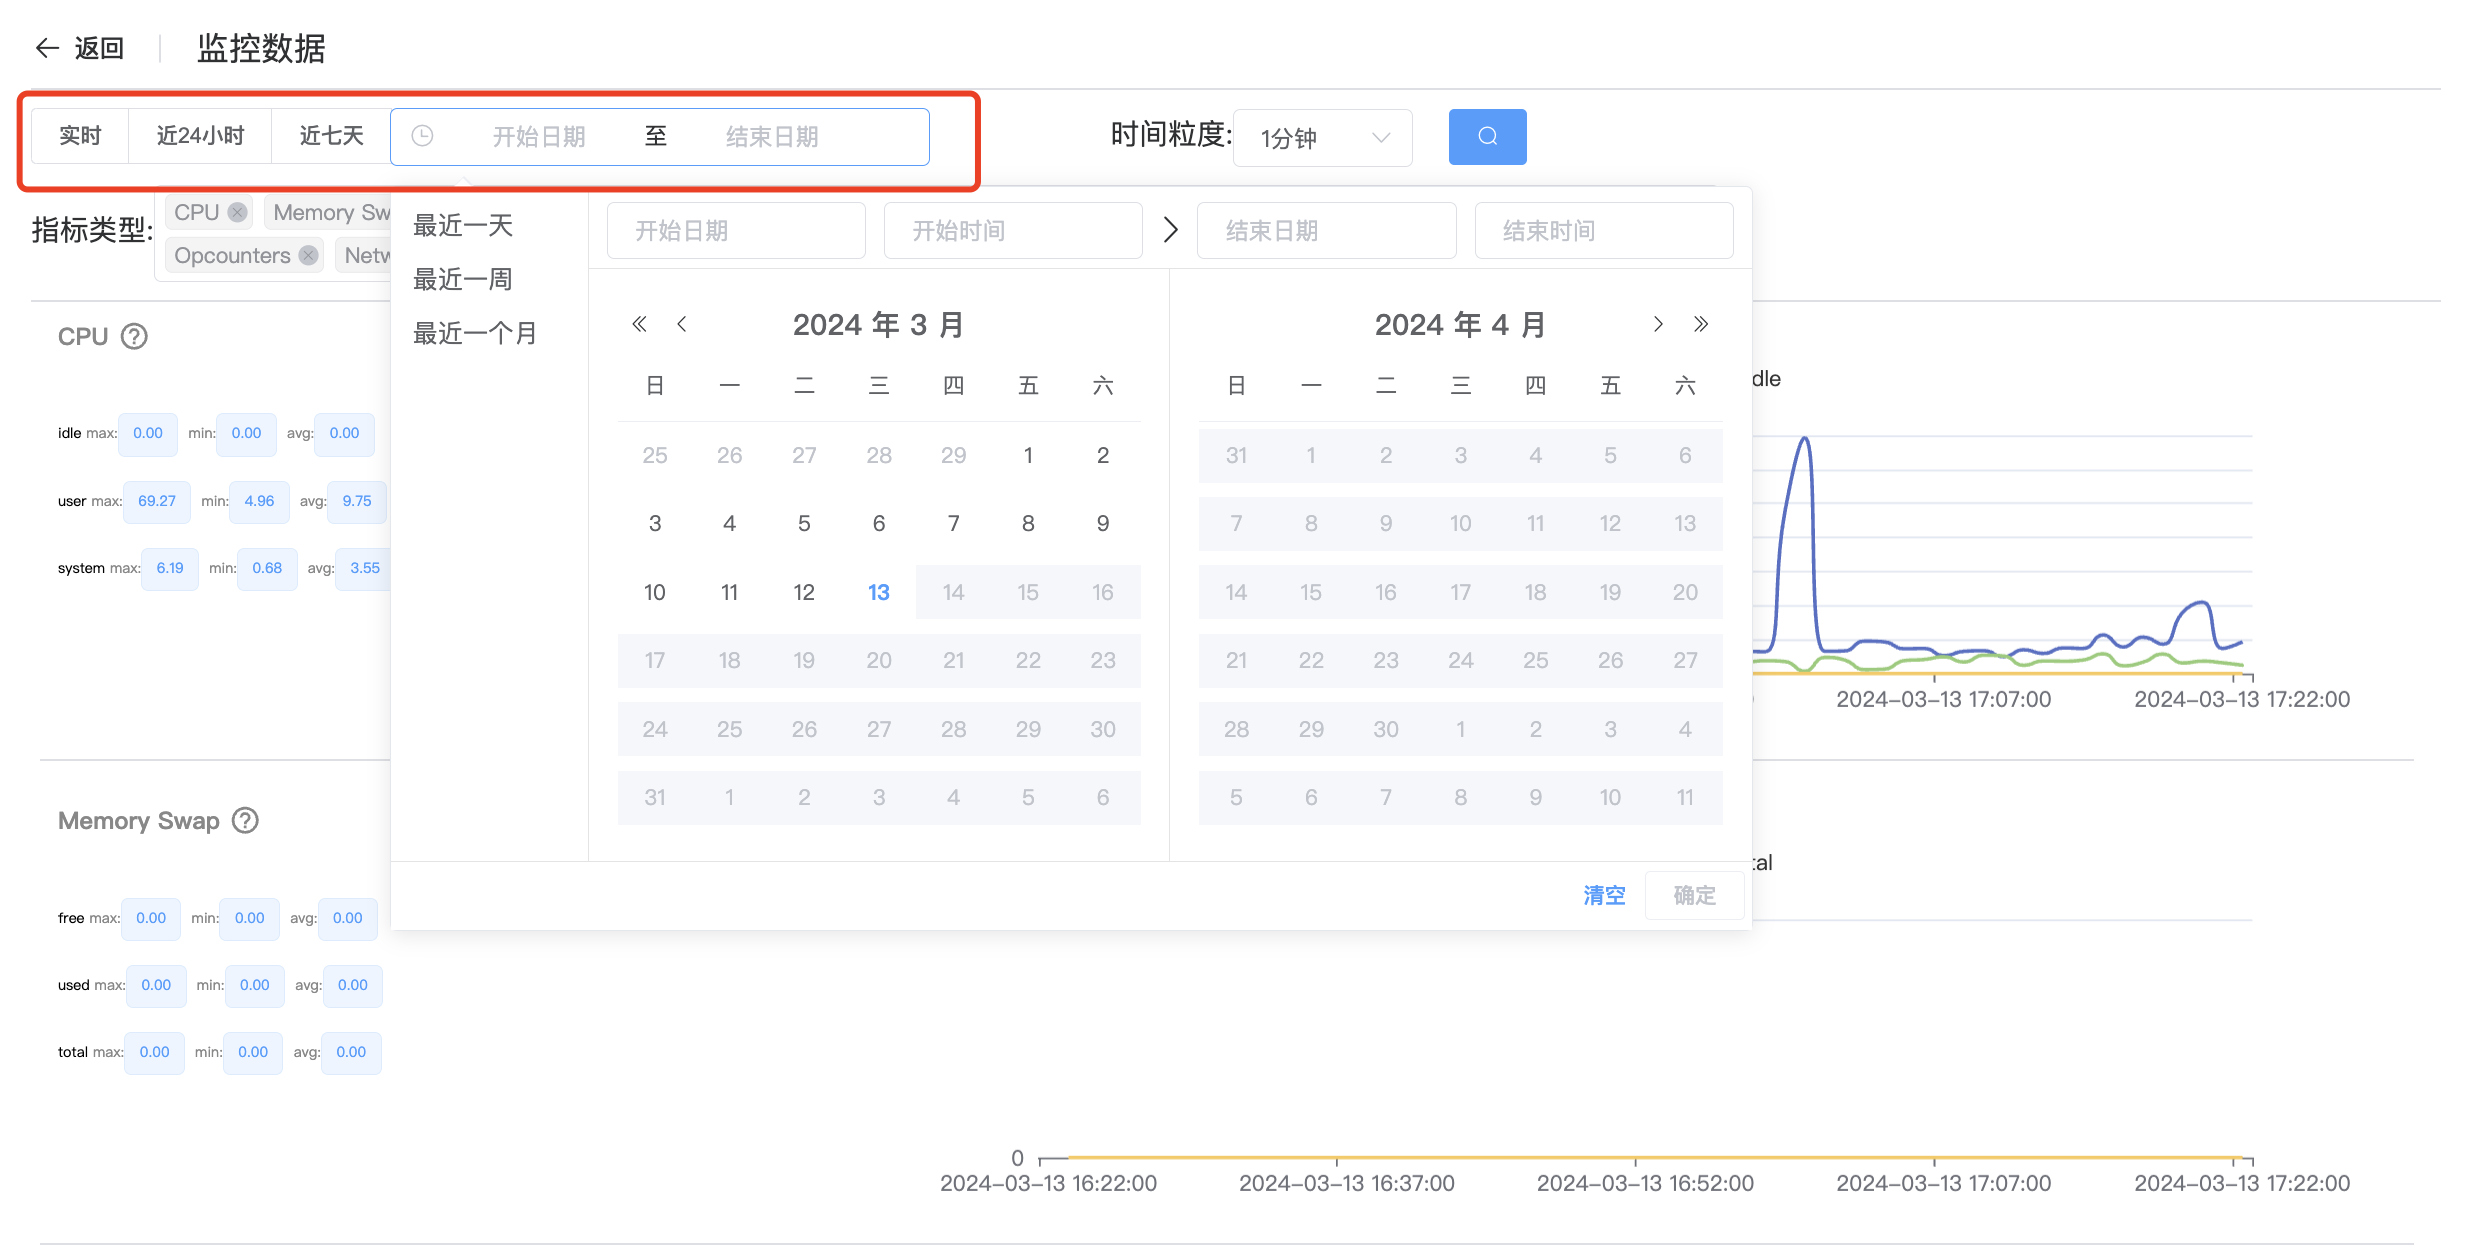 返回 监控数据
实时 近24小时 近七天 开始日期 至 结束日期 时间粒度: 1分钟
指标类型: CPU Memory Sw
Opcounters Netw
最近一天
最近一周
最近一个月
开始日期 开始时间 结束日期 结束时间
2024 年 3 月
日 一 二 三 四 五 六
25 26 27 28 29 1 2
3 4 5 6 7 8 9
10 11 12 13 14 15 16
17 18 19 20 21 22 23
24 25 26 27 28 29 30
31 1 2 3 4 5 6
2024 年 4 月
日 一 二 三 四 五 六
31 1 2 3 4 5 6
7 8 9 10 11 12 13
14 15 16 17 18 19 20
21 22 23 24 25 26 27
28 29 30 1 2 3 4
5 6 7 8 9 10 11
清空 确定
CPU
idle max: 0.00 min: 0.00 avg: 0.00
user max: 69.27 min: 4.96 avg: 9.75
system max: 6.19 min: 0.68 avg: 3.55
dle
2024-03-13 17:07:00 2024-03-13 17:22:00
Memory Swap
free max: 0.00 min: 0.00 avg: 0.00
used max: 0.00 min: 0.00 avg: 0.00
total max: 0.00 min: 0.00 avg: 0.00
tal
0
2024-03-13 16:22:00 2024-03-13 16:37:00 2024-03-13 16:52:00 2024-03-13 17:07:00 2024-03-13 17:22:00